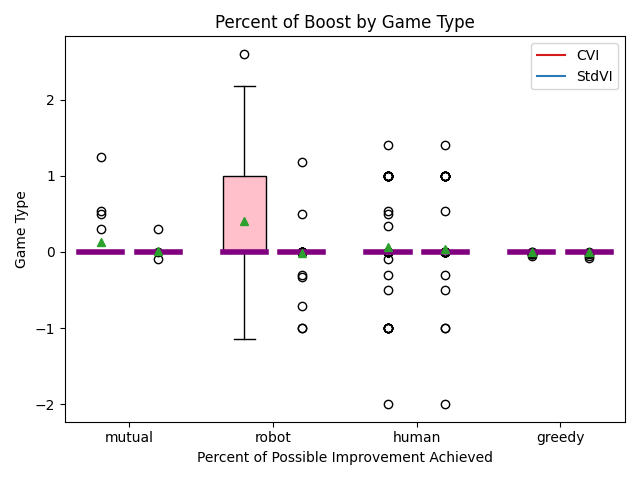 Percent of Boost by Game Type
CVI
StdVI
Game Type
2
1
0
−1
−2
mutual robot human greedy
Percent of Possible Improvement Achieved